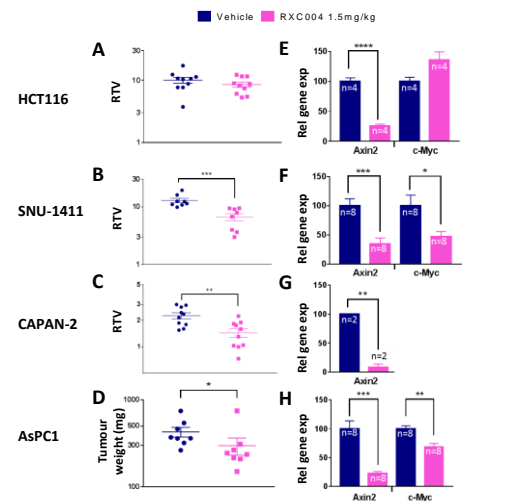 Vehicle RXC004 1.5mg/kg
HCT116
A
RTV
30
10
3
1
E
Rel gene exp
150
100
50
0
****
n=4
n=4
n=4
n=4
Axin2
c-Myc
SNU-1411
B
RTV
30
10
3
1
***
F
Rel gene exp
150
100
50
0
***
*
n=8
n=8
n=8
n=8
Axin2
c-Myc
CAPAN-2
C
RTV
5
3
2
1
**
G
Rel gene exp
150
100
50
0
**
n=2
n=2
Axin2
AsPC1
D
Tumour
weight (mg)
1000
500
300
100
*
H
Rel gene exp
150
100
50
0
***
**
n=8
n=8
n=8
n=8
Axin2
c-Myc